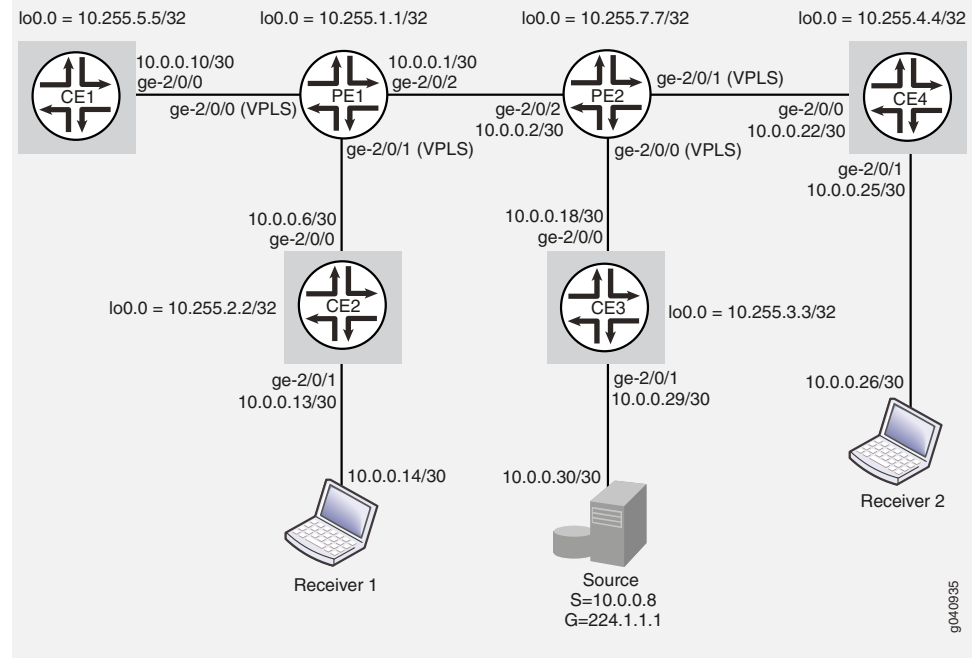 lo0.0 = 10.255.5.5/32
lo0.0 = 10.255.1.1/32
lo0.0 = 10.255.7.7/32
lo0.0 = 10.255.4.4/32
CE1
10.0.0.10/30
ge-2/0/0
ge-2/0/0 (VPLS)
PE1
10.0.0.1/30
ge-2/0/2
ge-2/0/1 (VPLS)
ge-2/0/2
10.0.0.2/30
PE2
ge-2/0/1 (VPLS)
ge-2/0/0 (VPLS)
ge-2/0/0
10.0.0.22/30
CE4
ge-2/0/1
10.0.0.25/30
10.0.0.6/30
ge-2/0/0
10.0.0.18/30
ge-2/0/0
lo0.0 = 10.255.2.2/32
CE2
CE3
lo0.0 = 10.255.3.3/32
ge-2/0/1
10.0.0.13/30
ge-2/0/1
10.0.0.29/30
10.0.0.26/30
10.0.0.14/30
10.0.0.30/30
Receiver 2
Receiver 1
Source
S=10.0.0.8
G=224.1.1.1
g040935